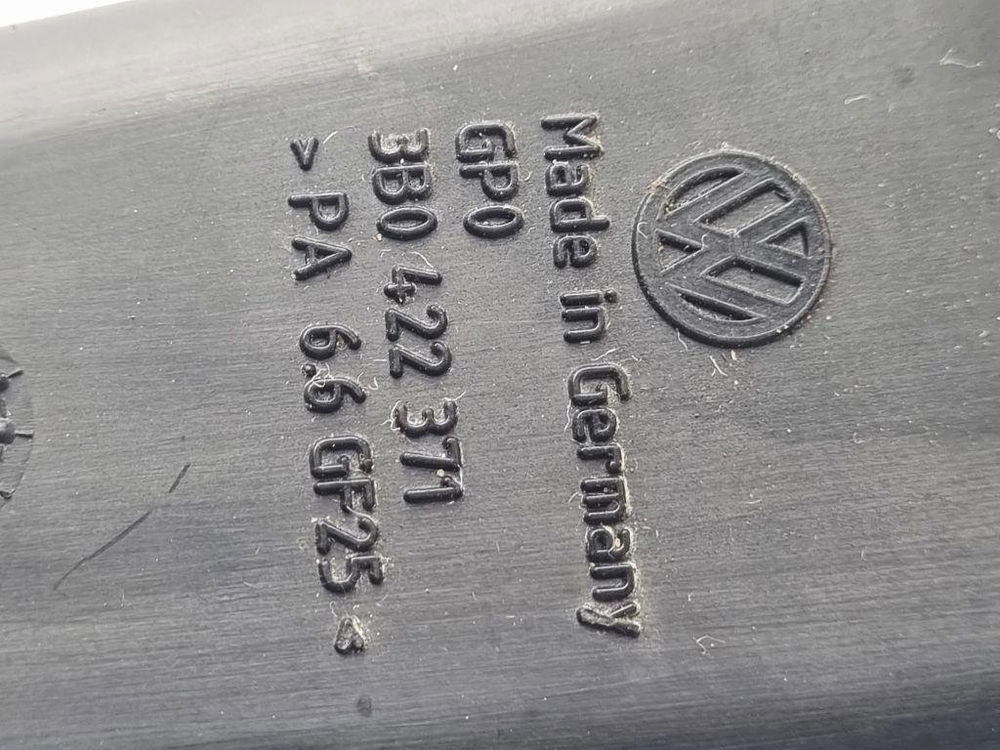 Made in Germany
GP0
3B0 422 371
> PA 6.6 GF25 <